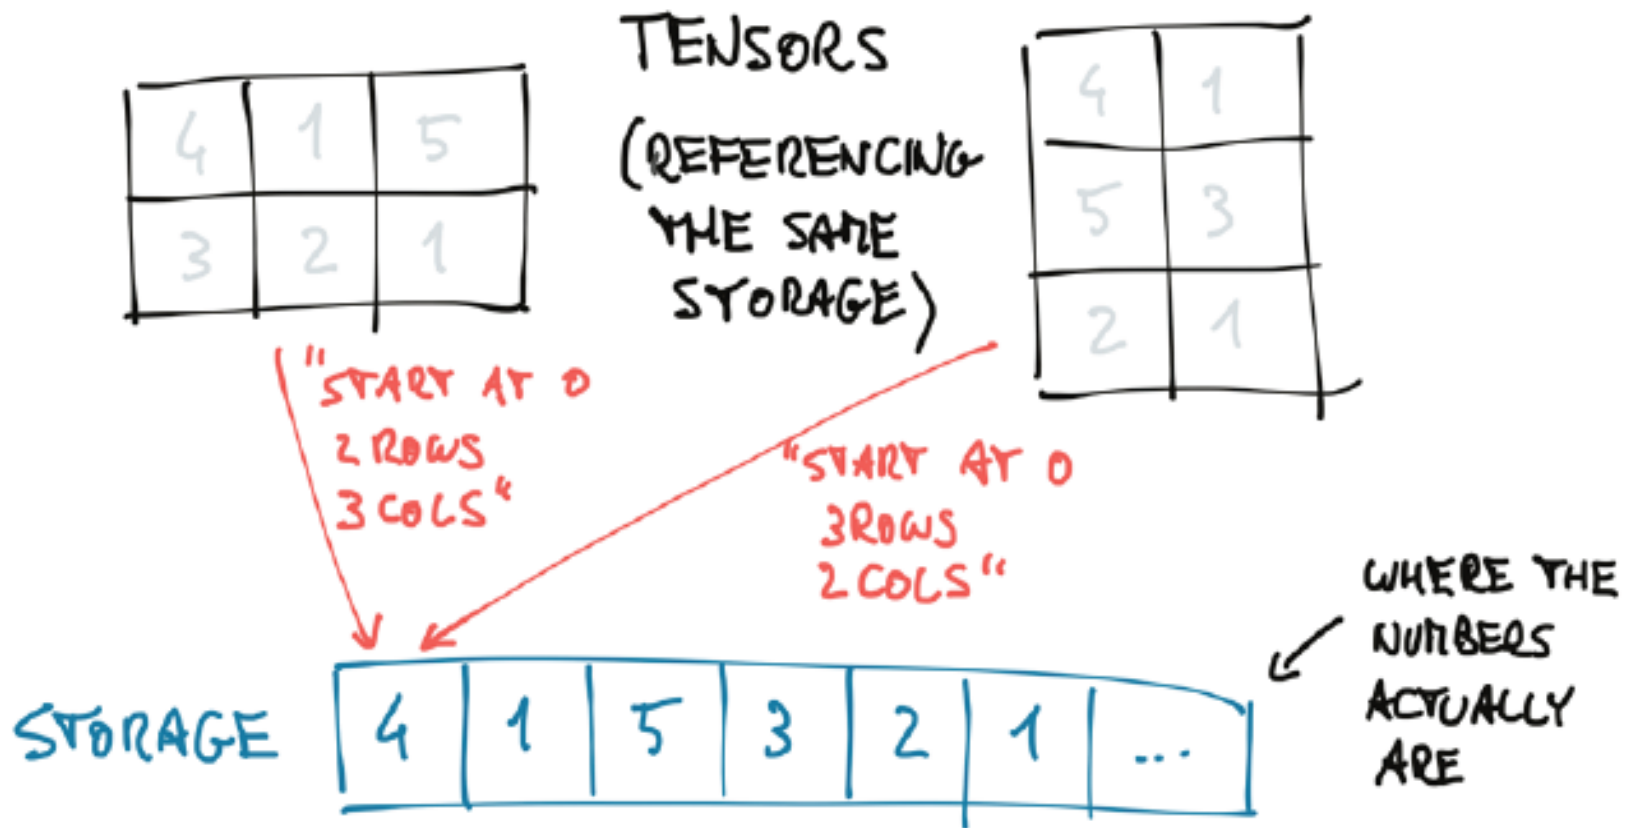 TENSORS
(REFERENCING
THE SAME
STORAGE)
4 1 5
3 2 1
4 1
5 3
2 1
"START AT 0
2 ROWS
3 COLS"
"START AT 0
3 ROWS
2 COLS"
WHERE THE
NUMBERS
ACTUALLY
ARE
STORAGE
4 1 5 3 2 1 ...